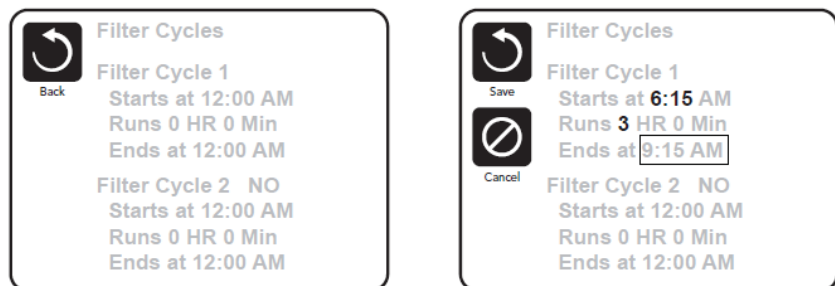 Filter Cycles
Back
Filter Cycle 1
Starts at 12:00 AM
Runs 0 HR 0 Min
Ends at 12:00 AM
Filter Cycle 2 NO
Starts at 12:00 AM
Runs 0 HR 0 Min
Ends at 12:00 AM
Filter Cycles
Save
Cancel
Filter Cycle 1
Starts at 6:15 AM
Runs 3 HR 0 Min
Ends at 9:15 AM
Filter Cycle 2 NO
Starts at 12:00 AM
Runs 0 HR 0 Min
Ends at 12:00 AM